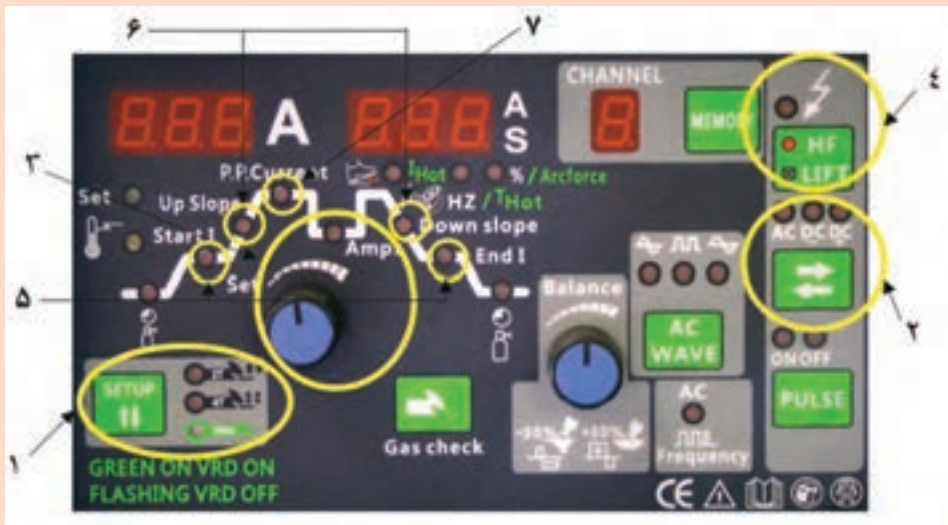 ۶
۷
CHANNEL
۴
A
A
S
8
MEMORY
HF
LIFT
P.P.Current
IHot
% / Arcforce
۳
Set
Up Slope
HZ / THot
Start I
Amp.
Down slope
End I
AC DC DC
۵
Set
Balance
AC
WAVE
۲
ON OFF
SETUP
AC
Frequency
PULSE
Gas check
۱
GREEN ON VRD ON
FLASHING VRD OFF
CE